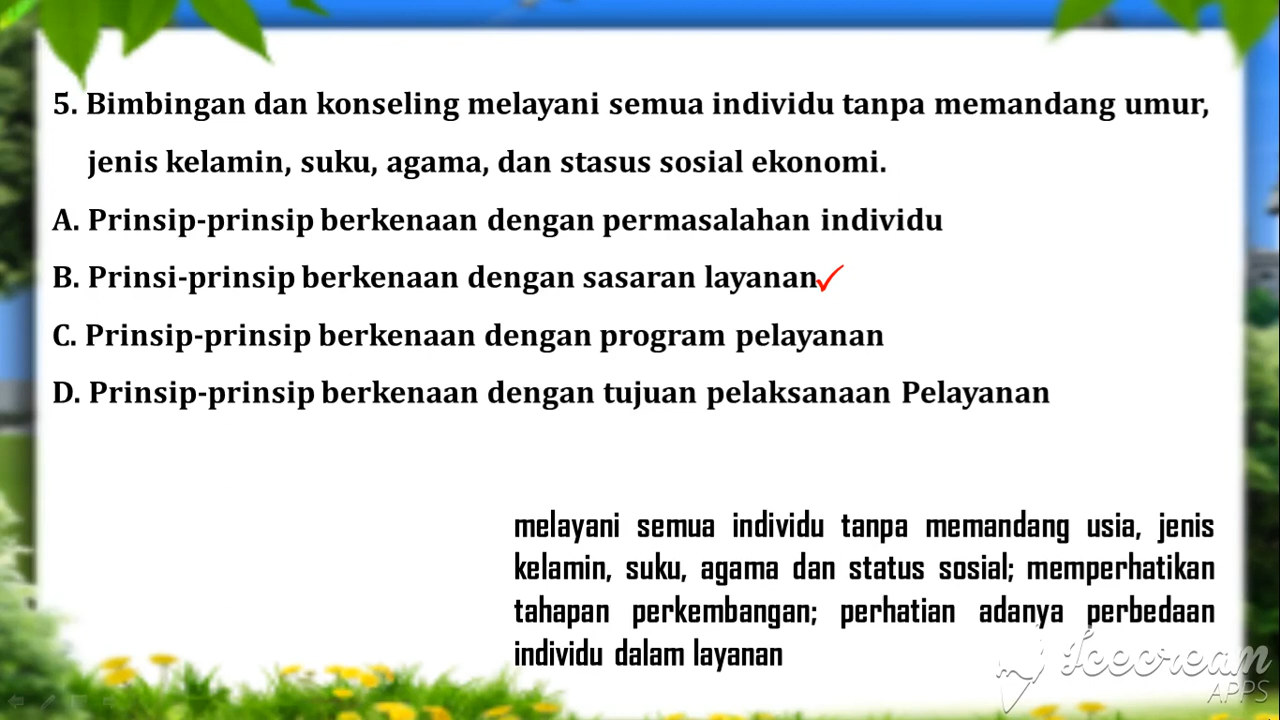 5. Bimbingan dan konseling melayani semua individu tanpa memandang umur,
jenis kelamin, suku, agama, dan stasus sosial ekonomi.
A. Prinsip-prinsip berkenaan dengan permasalahan individu
B. Prinsi-prinsip berkenaan dengan sasaran layanan
C. Prinsip-prinsip berkenaan dengan program pelayanan
D. Prinsip-prinsip berkenaan dengan tujuan pelaksanaan Pelayanan
melayani semua individu tanpa memandang usia, jenis
kelamin, suku, agama dan status sosial; memperhatikan
tahapan perkembangan; perhatian adanya perbedaan
individu dalam layanan
Icecream
APPS